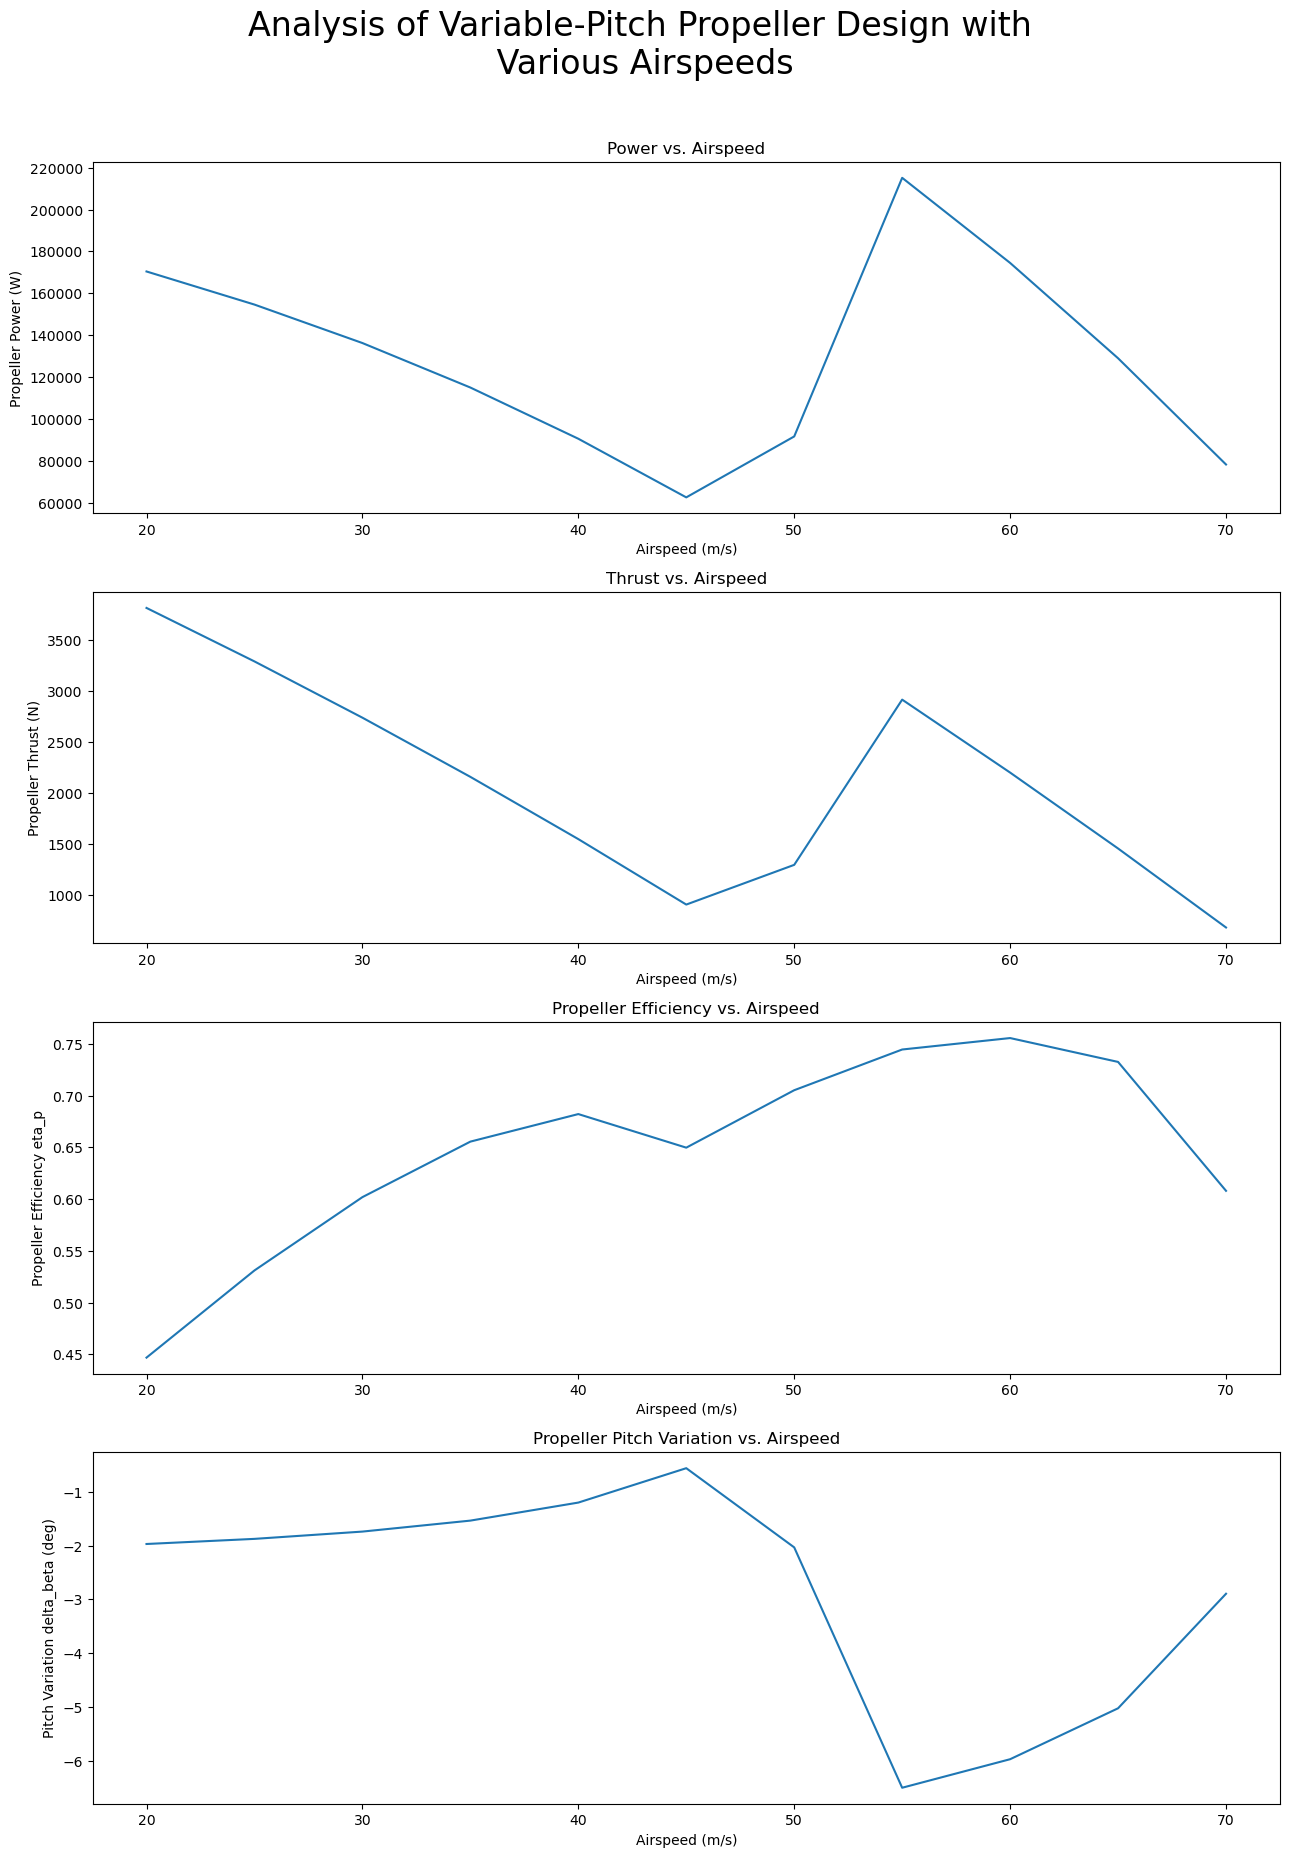 Analysis of Variable-Pitch Propeller Design with
Various Airspeeds
Power vs. Airspeed
Propeller Power (W)
220000
200000
180000
160000
140000
120000
100000
80000
60000
20 30 40 50 60 70
Airspeed (m/s)
Thrust vs. Airspeed
Propeller Thrust (N)
3500
3000
2500
2000
1500
1000
20 30 40 50 60 70
Airspeed (m/s)
Propeller Efficiency vs. Airspeed
Propeller Efficiency eta_p
0.75
0.70
0.65
0.60
0.55
0.50
0.45
20 30 40 50 60 70
Airspeed (m/s)
Propeller Pitch Variation vs. Airspeed
Pitch Variation delta_beta (deg)
−1
−2
−3
−4
−5
−6
20 30 40 50 60 70
Airspeed (m/s)